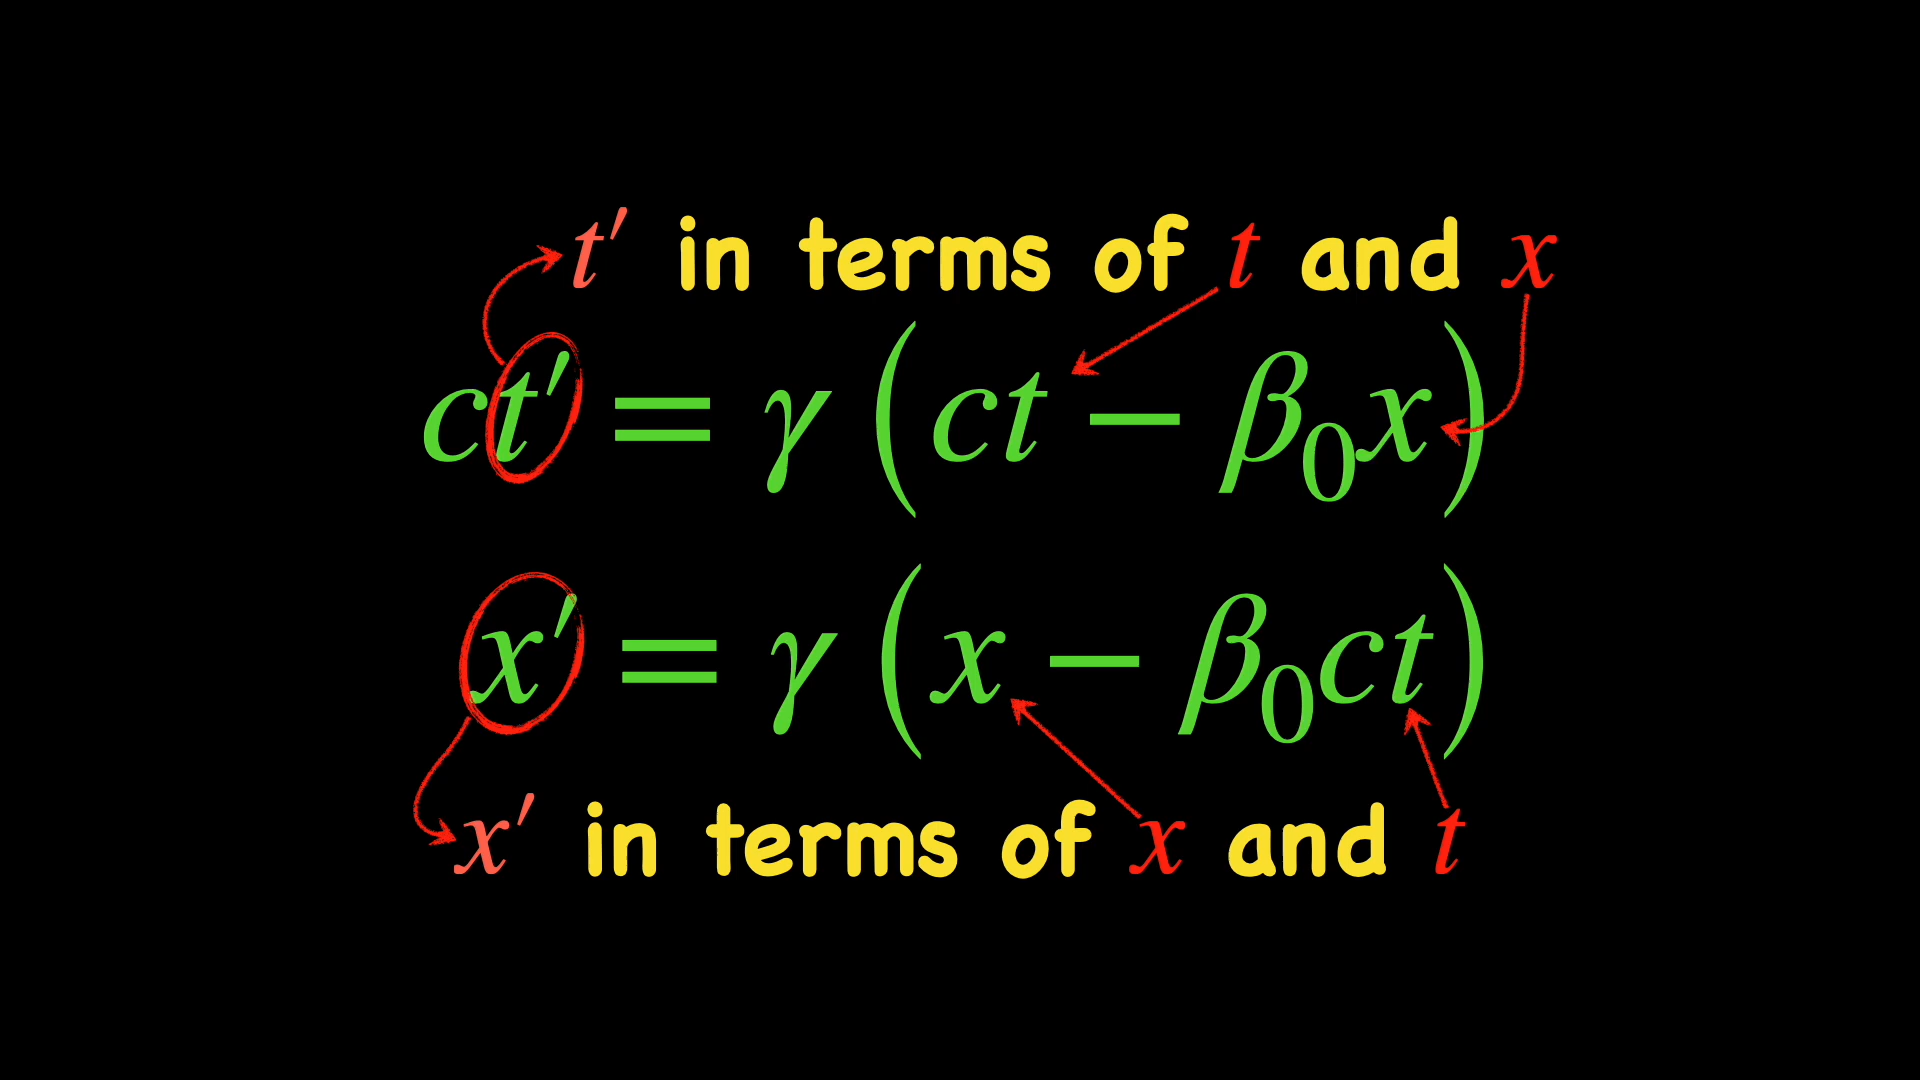 t′ in terms of t and x
ct′ = γ (ct − β₀x)
x′ = γ (x − β₀ct)
x′ in terms of x and t